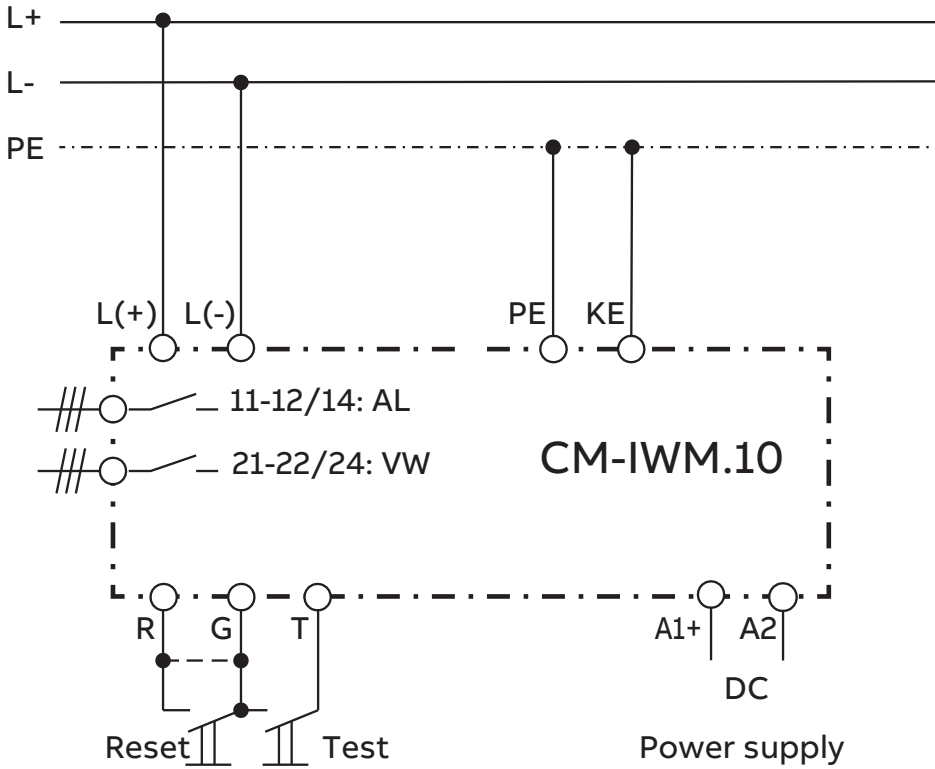 L+
L-
PE
L(+) L(-) PE KE
11-12/14: AL
21-22/24: VW
CM-IWM.10
R G T A1+ A2
DC
Reset Test Power supply